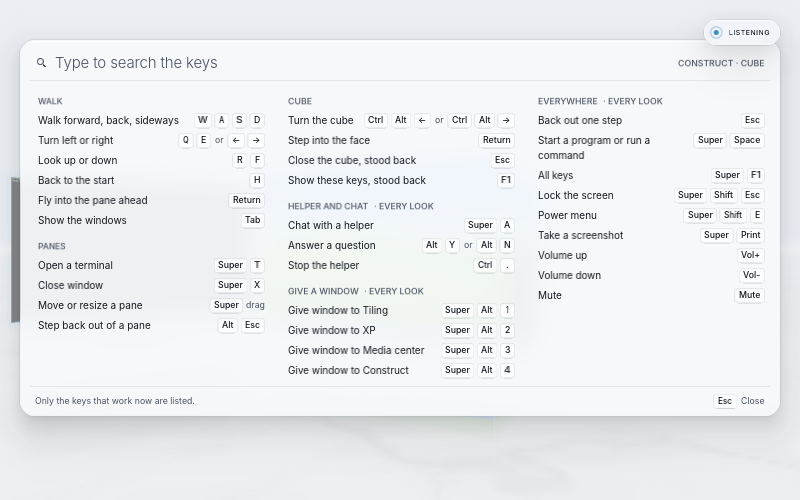 LISTENING
Type to search the keys
CONSTRUCT · CUBE
WALK
Walk forward, back, sideways W A S D
Turn left or right Q E or ← →
Look up or down R F
Back to the start H
Fly into the pane ahead Return
Show the windows Tab
PANES
Open a terminal Super T
Close window Super X
Move or resize a pane Super drag
Step back out of a pane Alt Esc
CUBE
Turn the cube Ctrl Alt ← or Ctrl Alt →
Step into the face Return
Close the cube, stood back Esc
Show these keys, stood back F1
HELPER AND CHAT · EVERY LOOK
Chat with a helper Super A
Answer a question Alt Y or Alt N
Stop the helper Ctrl .
GIVE A WINDOW · EVERY LOOK
Give window to Tiling Super Alt 1
Give window to XP Super Alt 2
Give window to Media center Super Alt 3
Give window to Construct Super Alt 4
EVERYWHERE · EVERY LOOK
Back out one step Esc
Start a program or run a Super Space
command
All keys Super F1
Lock the screen Super Shift Esc
Power menu Super Shift E
Take a screenshot Super Print
Volume up Vol+
Volume down Vol-
Mute Mute
Only the keys that work now are listed.
Esc Close